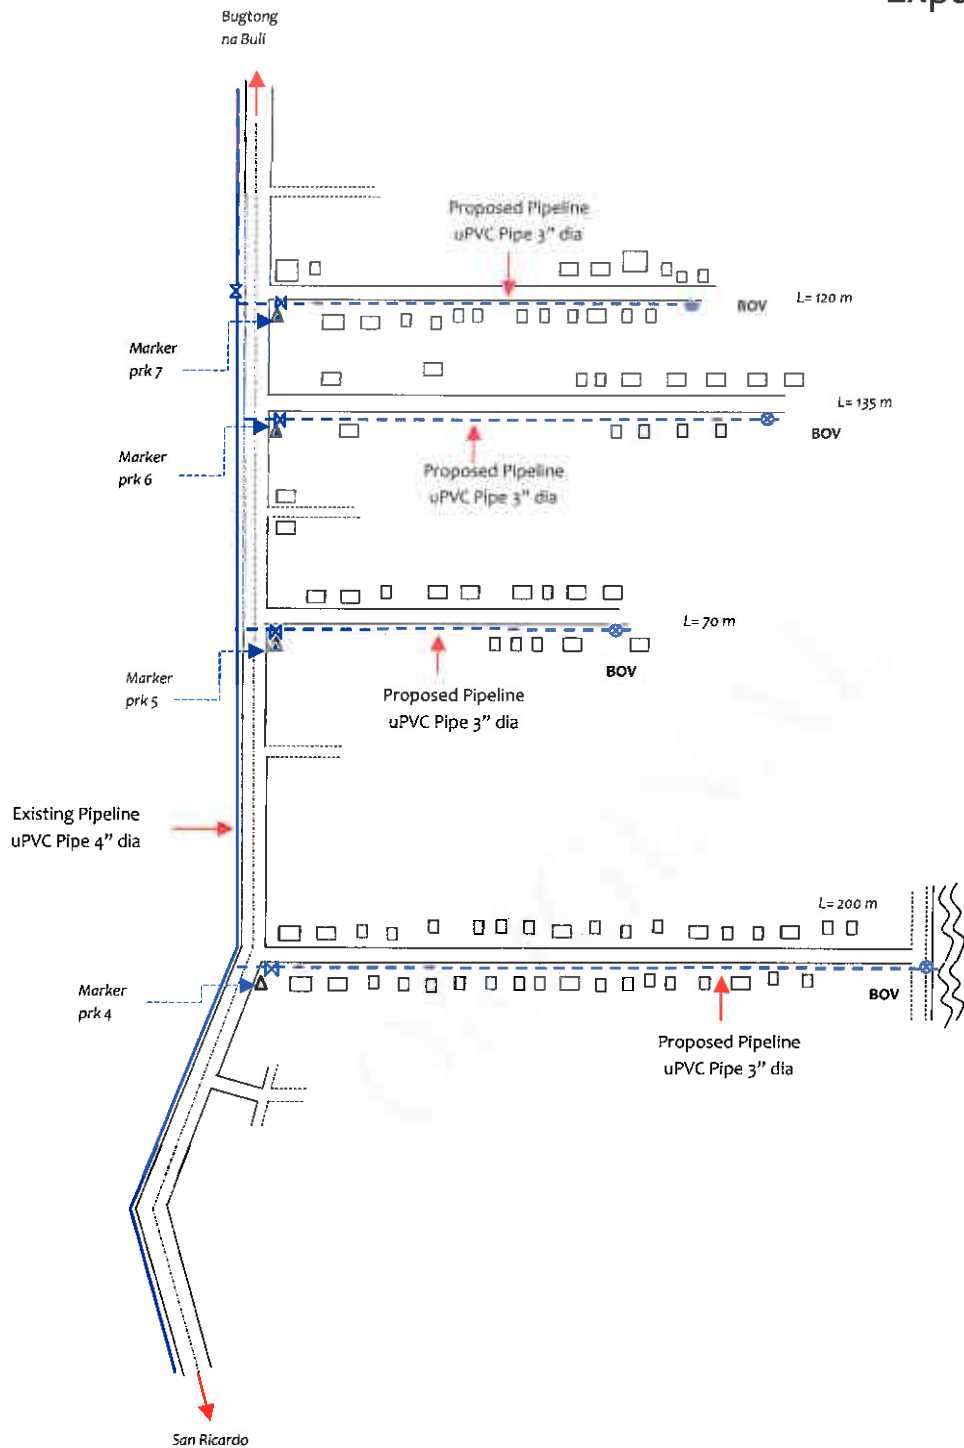 Bugtong
na Buli
Proposed Pipeline
uPVC Pipe 3" dia
L= 120 m
BOV
Marker
prk 7
L= 135 m
BOV
Marker
prk 6
Proposed Pipeline
uPVC Pipe 3" dia
L= 70 m
BOV
Marker
prk 5
Proposed Pipeline
uPVC Pipe 3" dia
Existing Pipeline
uPVC Pipe 4" dia
L= 200 m
BOV
Marker
prk 4
Proposed Pipeline
uPVC Pipe 3" dia
San Ricardo